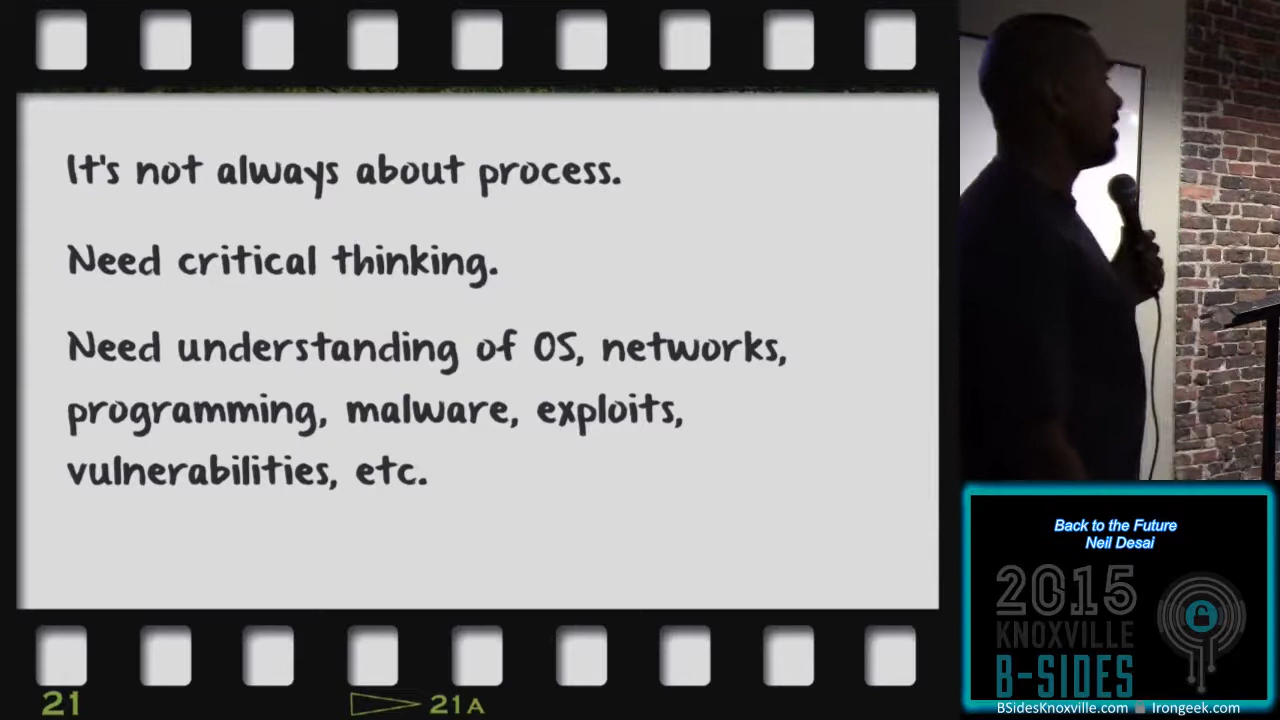 It's not always about process.
Need critical thinking.
Need understanding of OS, networks,
programming, malware, exploits,
vulnerabilities, etc.
21
21A
Back to the Future
Neil Desai
2015
KNOXVILLE
B-SIDES
BSidesKnoxville.com Irongeek.com